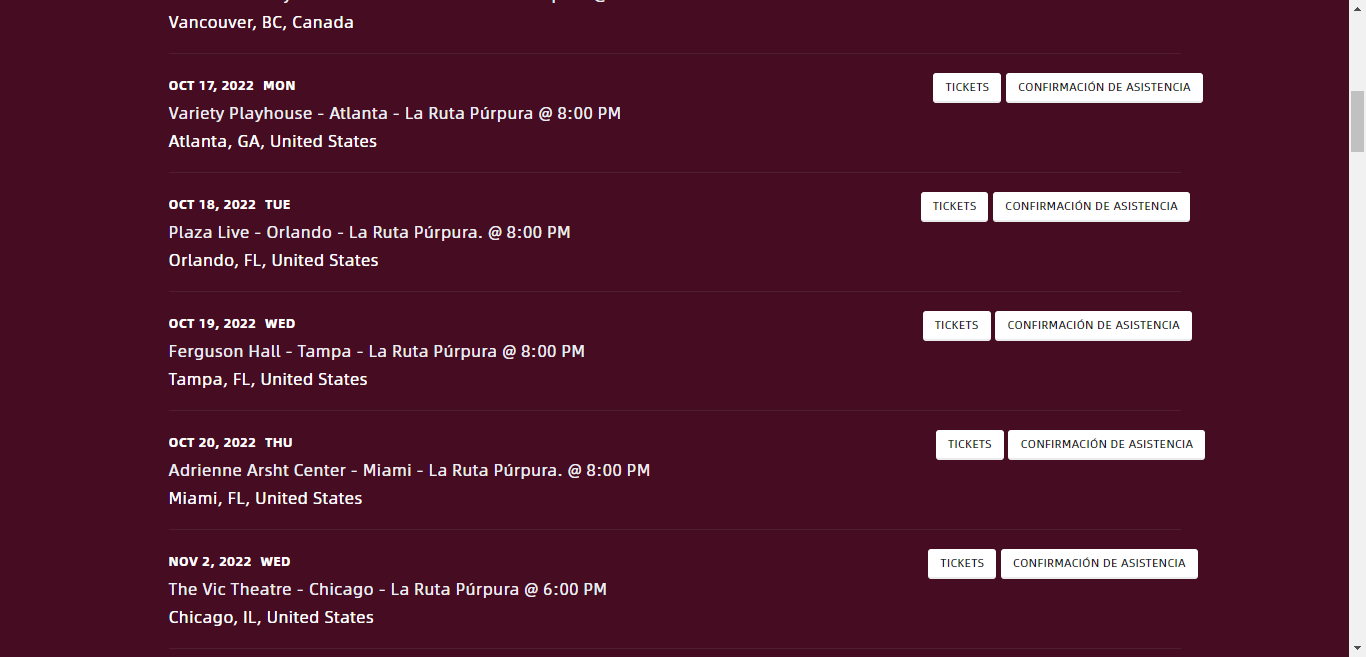 Vancouver, BC, Canada
OCT 17, 2022 MON
TICKETS CONFIRMACIÓN DE ASISTENCIA
Variety Playhouse - Atlanta - La Ruta Púrpura @ 8:00 PM
Atlanta, GA, United States
OCT 18, 2022 TUE
TICKETS CONFIRMACIÓN DE ASISTENCIA
Plaza Live - Orlando - La Ruta Púrpura. @ 8:00 PM
Orlando, FL, United States
OCT 19, 2022 WED
TICKETS CONFIRMACIÓN DE ASISTENCIA
Ferguson Hall - Tampa - La Ruta Púrpura @ 8:00 PM
Tampa, FL, United States
OCT 20, 2022 THU
TICKETS CONFIRMACIÓN DE ASISTENCIA
Adrienne Arsht Center - Miami - La Ruta Púrpura. @ 8:00 PM
Miami, FL, United States
NOV 2, 2022 WED
TICKETS CONFIRMACIÓN DE ASISTENCIA
The Vic Theatre - Chicago - La Ruta Púrpura @ 6:00 PM
Chicago, IL, United States